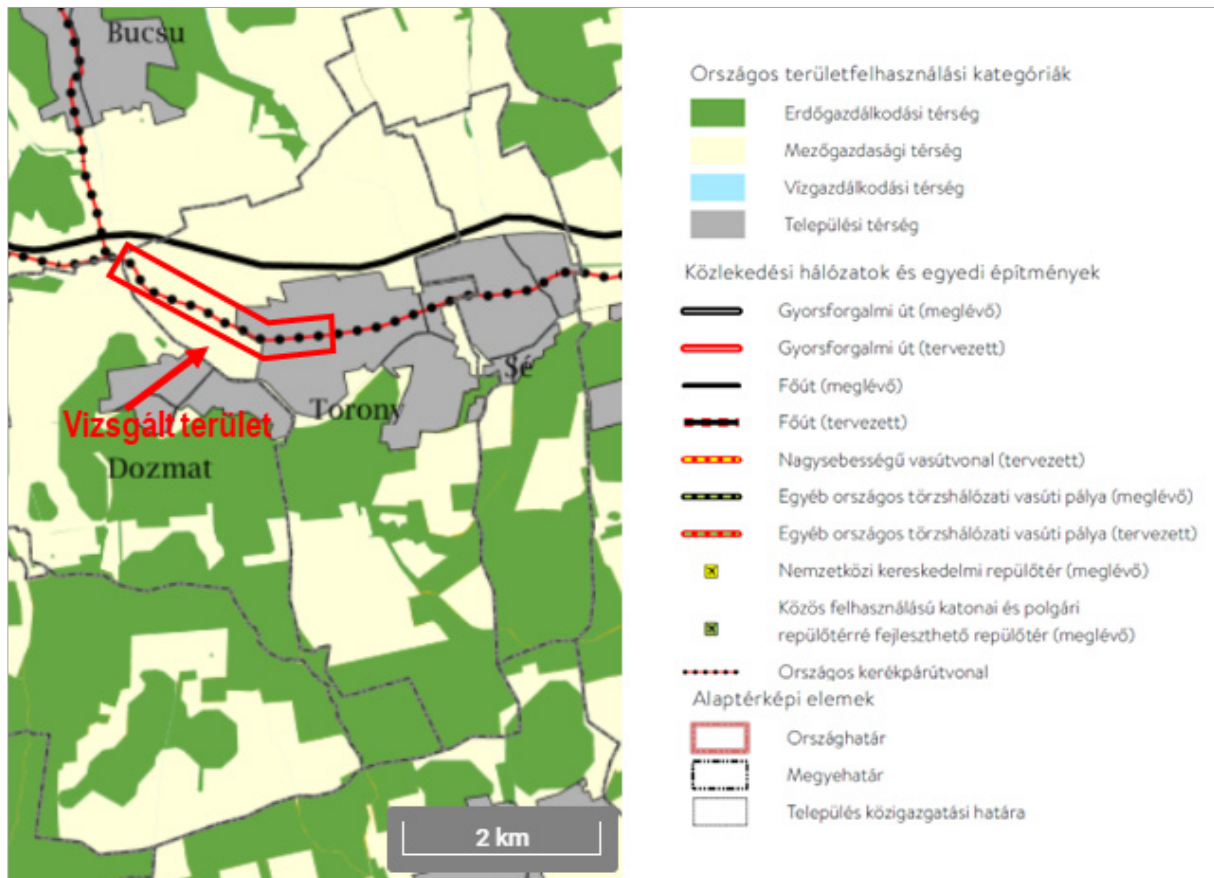 Bucsu
Sé
Torony
Vizsgált terület
Dozmat
2 km
Országos területfelhasználási kategóriák
Erdőgazdálkodási térség
Mezőgazdasági térség
Vízgazdálkodási térség
Települési térség
Közlekedési hálózatok és egyedi építmények
Gyorsforgalmi út (meglévő)
Gyorsforgalmi út (tervezett)
Főút (meglévő)
Főút (tervezett)
Nagysebességű vasútvonal (tervezett)
Egyéb országos törzshálózati vasúti pálya (meglévő)
Egyéb országos törzshálózati vasúti pálya (tervezett)
Nemzetközi kereskedelmi repülőtér (meglévő)
Közös felhasználású katonai és polgári
repülőtérré fejleszthető repülőtér (meglévő)
Országos kerékpárútvonal
Alaptérképi elemek
Országhatár
Megyehatár
Település közigazgatási határa